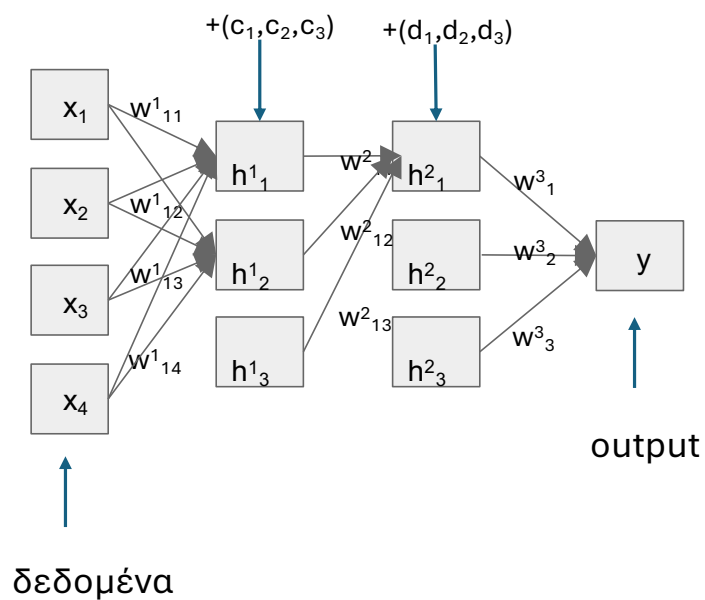 +(c₁,c₂,c₃)
+(d₁,d₂,d₃)
x₁
w¹₁₁
h¹₁
w²
h²₁
w³₁
x₂
w¹₁₂
h¹₂
w²₁₂
h²₂
w³₂
y
x₃
w¹₁₃
h¹₃
w²₁₃
h²₃
w³₃
x₄
w¹₁₄
output
δεδομένα